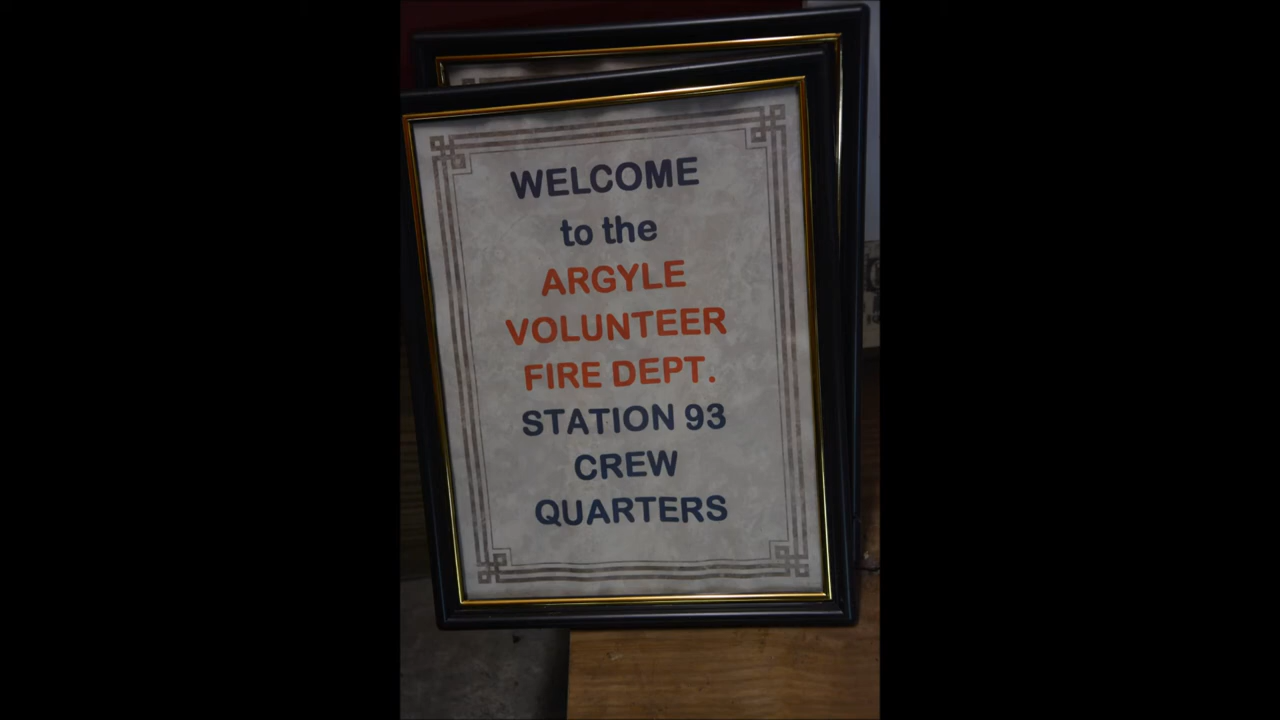 WELCOME
to the
ARGYLE
VOLUNTEER
FIRE DEPT.
STATION 93
CREW
QUARTERS